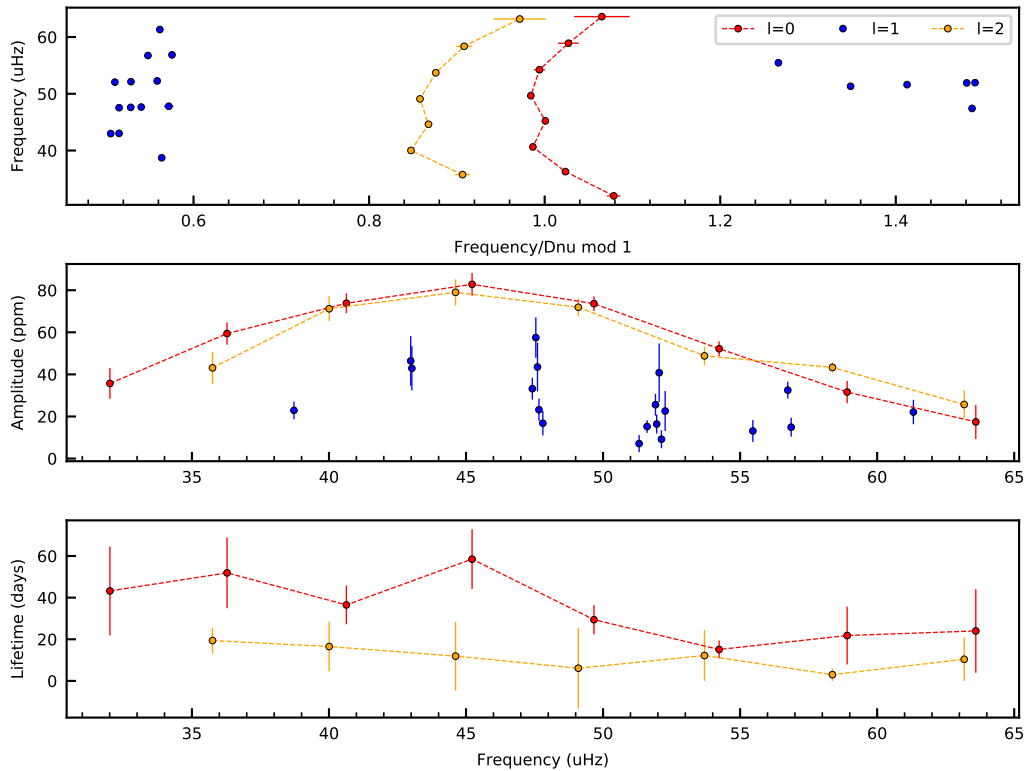 Frequency (uHz)
60
50
40
l=0 l=1 l=2
0.6 0.8 1.0 1.2 1.4
Frequency/Dnu mod 1
Amplitude (ppm)
80
60
40
20
0
35 40 45 50 55 60 65
Lifetime (days)
60
40
20
0
35 40 45 50 55 60 65
Frequency (uHz)